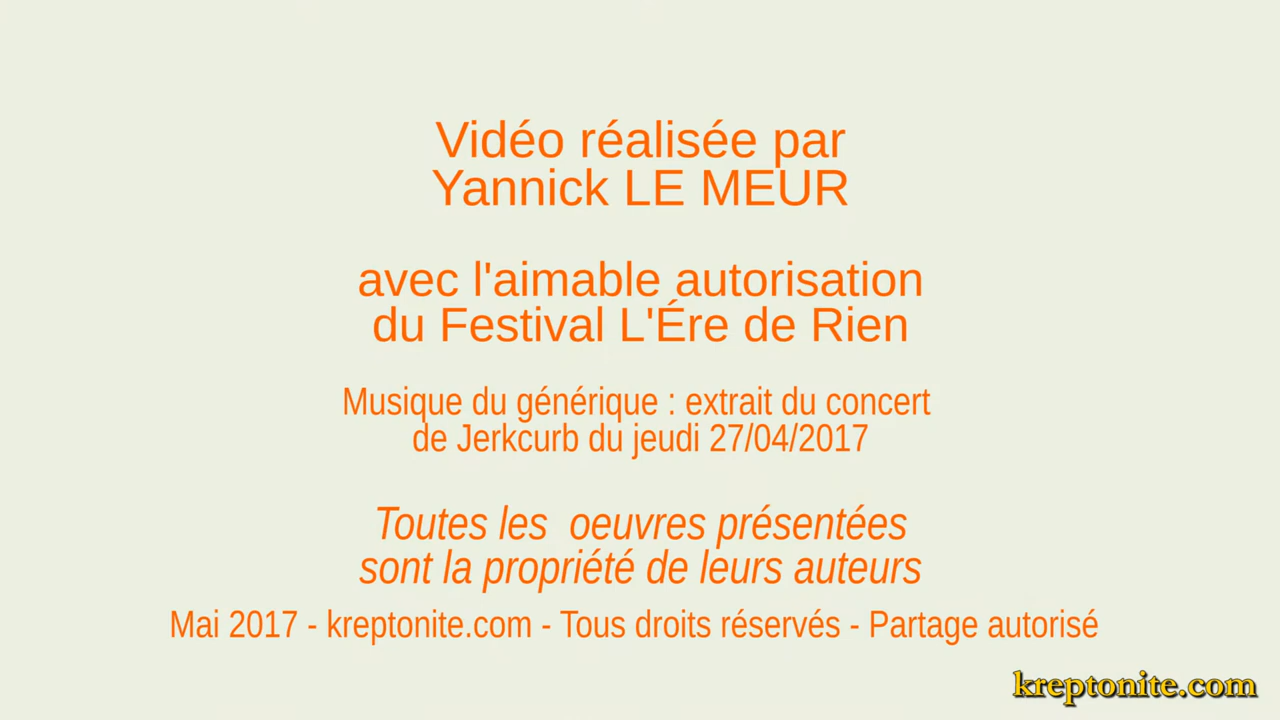 Vidéo réalisée par
Yannick LE MEUR
avec l'aimable autorisation
du Festival L'Ére de Rien
Musique du générique : extrait du concert
de Jerkcurb du jeudi 27/04/2017
Toutes les  oeuvres présentées
sont la propriété de leurs auteurs
Mai 2017 - kreptonite.com - Tous droits réservés - Partage autorisé
kreptonite.com